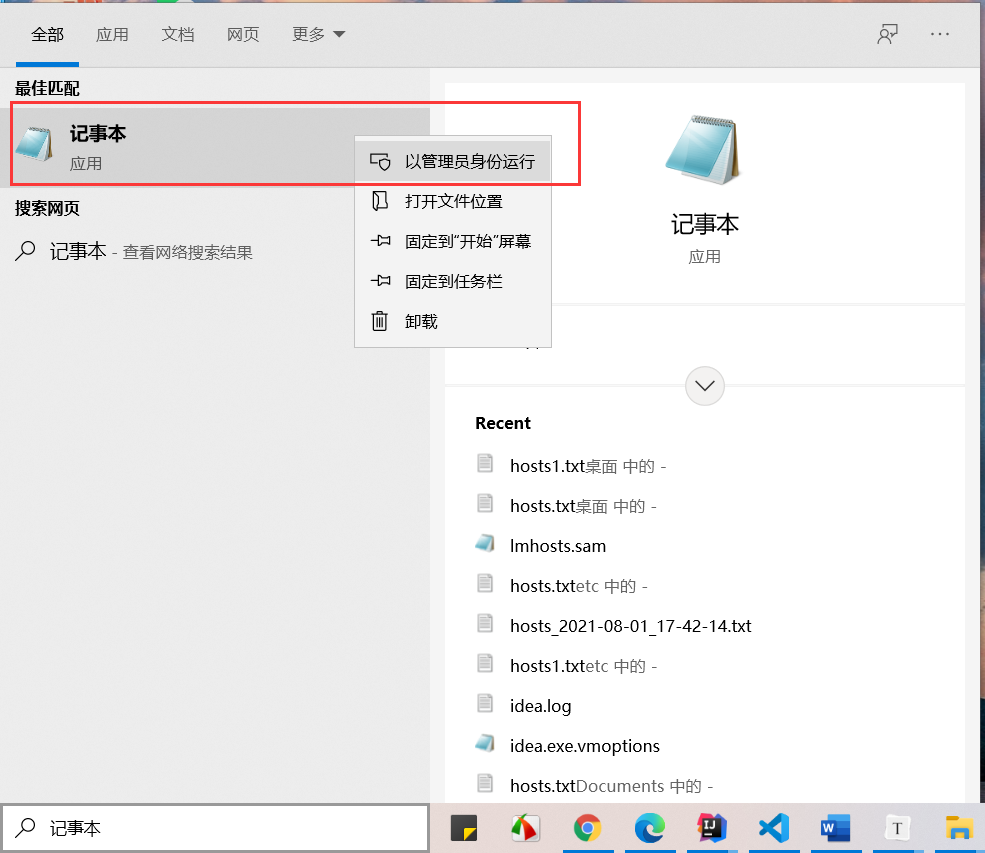 全部 应用 文档 网页 更多
最佳匹配
记事本
应用
搜索网页
记事本 - 查看网络搜索结果
以管理员身份运行
打开文件位置
固定到“开始”屏幕
固定到任务栏
卸载
记事本
应用
Recent
hosts1.txt桌面 中的 -
hosts.txt桌面 中的 -
lmhosts.sam
hosts.txtetc 中的 -
hosts_2021-08-01_17-42-14.txt
hosts1.txtetc 中的 -
idea.log
idea.exe.vmoptions
hosts.txtDocuments 中的 -
记事本
IJ
W
T